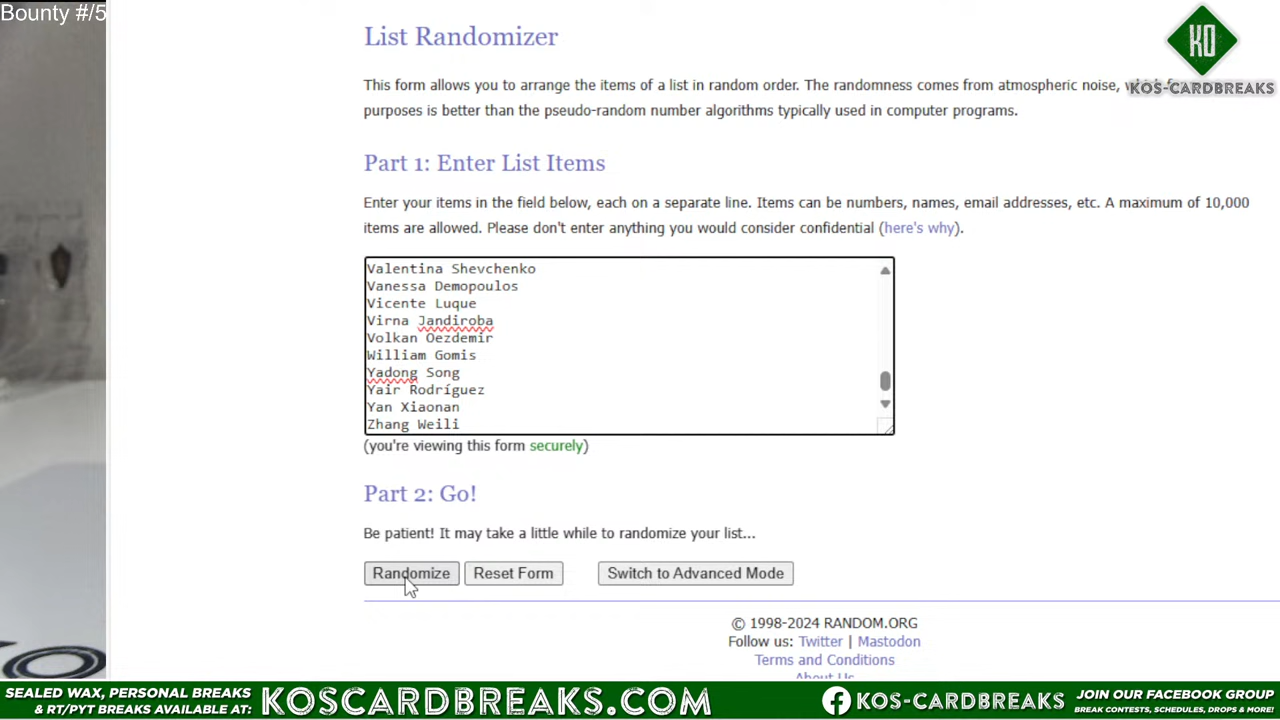 Bounty #/5
List Randomizer
KO
KOS-CARDBREAKS
This form allows you to arrange the items of a list in random order. The randomness comes from atmospheric noise,
purposes is better than the pseudo-random number algorithms typically used in computer programs.
Part 1: Enter List Items
Enter your items in the field below, each on a separate line. Items can be numbers, names, email addresses, etc. A maximum of 10,000
items are allowed. Please don't enter anything you would consider confidential (here's why).
Valentina Shevchenko
Vanessa Demopoulos
Vicente Luque
Virna Jandiroba
Volkan Oezdemir
William Gomis
Yadong Song
Yair Rodríguez
Yan Xiaonan
Zhang Weili
(you're viewing this form securely)
Part 2: Go!
Be patient! It may take a little while to randomize your list...
Randomize Reset Form Switch to Advanced Mode
© 1998-2024 RANDOM.ORG
Follow us: Twitter | Mastodon
Terms and Conditions
About Us
SEALED WAX, PERSONAL BREAKS
& RT/PYT BREAKS AVAILABLE AT:
KOSCARDBREAKS.COM
KOS-CARDBREAKS
JOIN OUR FACEBOOK GROUP
BREAK CONTESTS, SCHEDULES, DROPS & MORE!